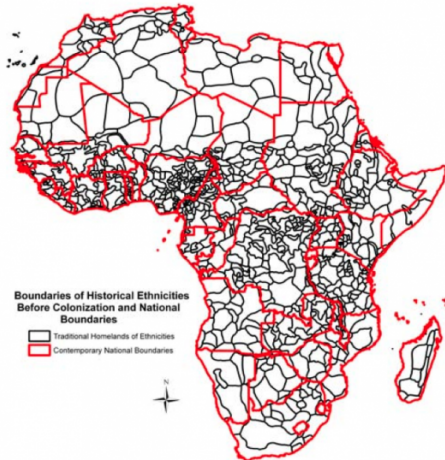 Boundaries of Historical Ethnicities
Before Colonization and National
Boundaries
Traditional Homelands of Ethnicities
Contemporary National Boundaries
N